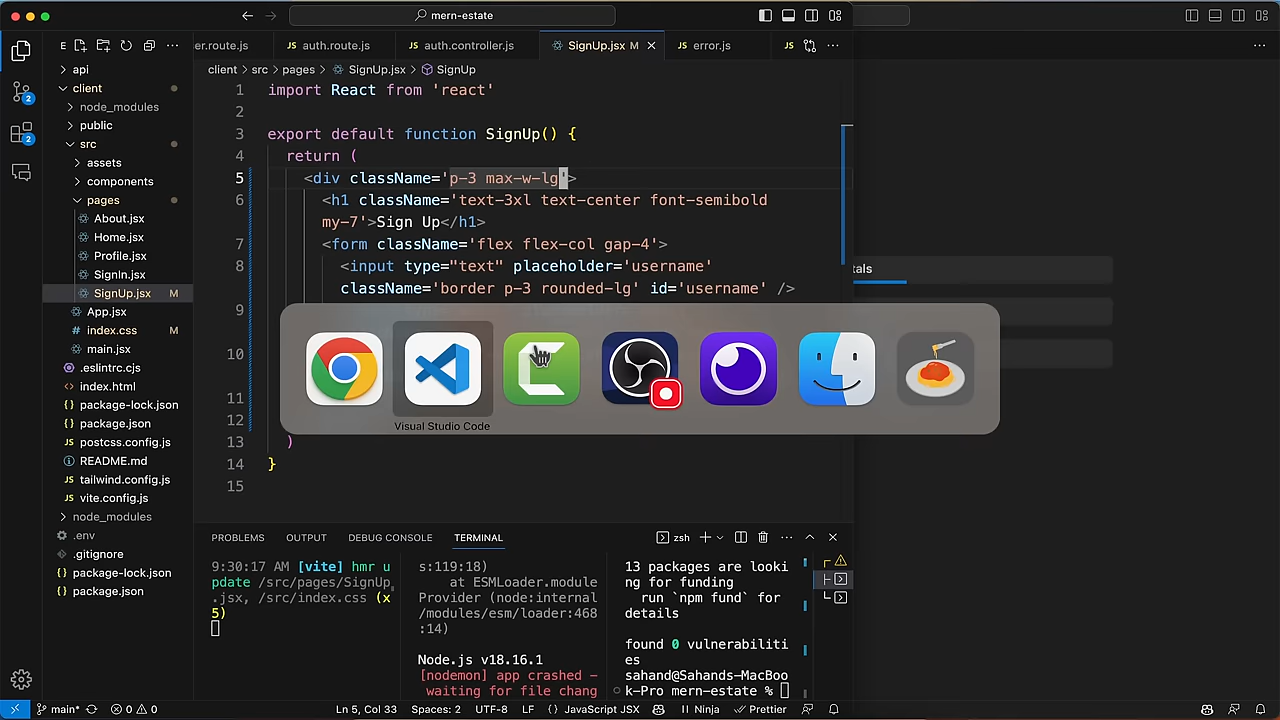 mern-estate
er.route.js
auth.route.js
auth.controller.js
SignUp.jsx M
error.js
E
api
client
node_modules
public
src
assets
components
pages
About.jsx
Home.jsx
Profile.jsx
SignIn.jsx
SignUp.jsx M
App.jsx
index.css M
main.jsx
.eslintrc.cjs
index.html
package-lock.json
package.json
postcss.config.js
README.md
tailwind.config.js
vite.config.js
node_modules
.env
.gitignore
package-lock.json
package.json
client > src > pages > SignUp.jsx > SignUp
1 import React from 'react'
2
3 export default function SignUp() {
4 return (
5 <div className='p-3 max-w-lg'>
6 <h1 className='text-3xl text-center font-semibold
my-7'>Sign Up</h1>
7 <form className='flex flex-col gap-4'>
8 <input type="text" placeholder='username'
className='border p-3 rounded-lg' id='username' />
9
10
11
12
13 )
14 }
15
tals
Visual Studio Code
PROBLEMS OUTPUT DEBUG CONSOLE TERMINAL
zsh
9:30:17 AM [vite] hmr u
pdate /src/pages/SignUp
.jsx, /src/index.css (x
5)
s:119:18)
at ESMLoader.module
Provider (node:internal
/modules/esm/loader:468
:14)
Node.js v18.16.1
[nodemon] app crashed -
waiting for file chang
13 packages are looki
ng for funding
run `npm fund` for
details
found 0 vulnerabiliti
es
sahand@Sahands-MacBoo
k-Pro mern-estate %
2
2
main*
0 0
Ln 5, Col 33
Spaces: 2
UTF-8
LF
{} JavaScript JSX
Ninja
Prettier